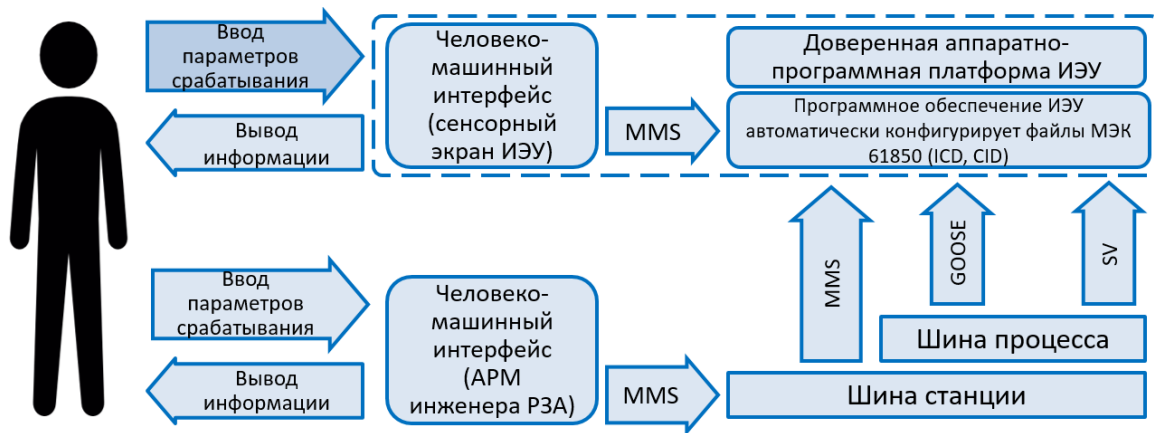 Ввод
параметров
срабатывания
Вывод
информации
Человеко-
машинный
интерфейс
(сенсорный
экран ИЭУ)
MMS
Доверенная аппаратно-
программная платформа ИЭУ
Программное обеспечение ИЭУ
автоматически конфигурирует файлы МЭК
61850 (ICD, CID)
MMS
GOOSE
SV
Ввод
параметров
срабатывания
Вывод
информации
Человеко-
машинный
интерфейс
(АРМ
инженера РЗА)
MMS
Шина процесса
Шина станции